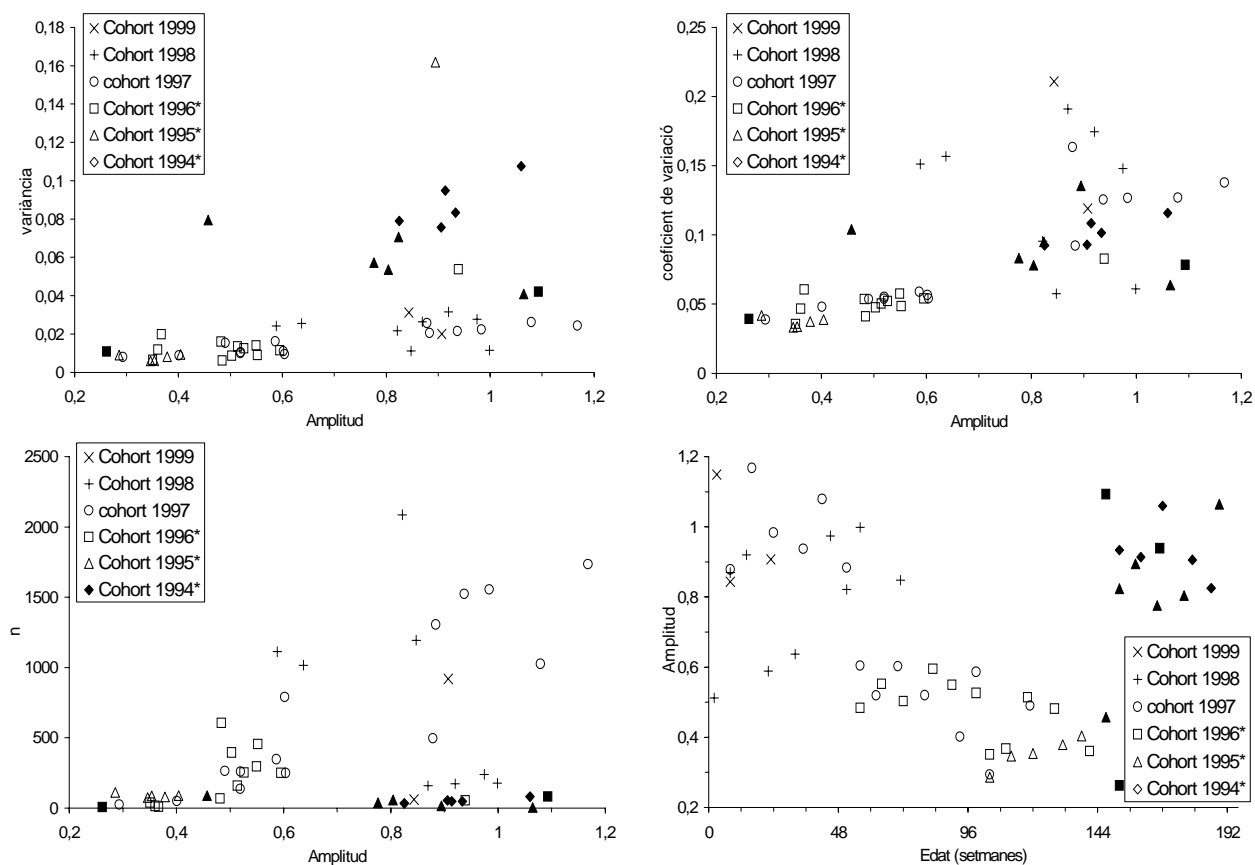 0,18
0,16
0,14
0,12
0,1
0,08
0,06
0,04
0,02
0
variància
0,2 0,4 0,6 0,8 1 1,2
Amplitud
Cohort 1999
Cohort 1998
cohort 1997
Cohort 1996*
Cohort 1995*
Cohort 1994*
0,25
0,2
0,15
0,1
0,05
0
coeficient de variació
0,2 0,4 0,6 0,8 1 1,2
Amplitud
Cohort 1999
Cohort 1998
cohort 1997
Cohort 1996*
Cohort 1995*
Cohort 1994*
2500
2000
1500
1000
500
0
n
0,2 0,4 0,6 0,8 1 1,2
Amplitud
Cohort 1999
Cohort 1998
cohort 1997
Cohort 1996*
Cohort 1995*
Cohort 1994*
1,2
1
0,8
0,6
0,4
0,2
Amplitud
0 48 96 144 192
Edat (setmanes)
Cohort 1999
Cohort 1998
cohort 1997
Cohort 1996*
Cohort 1995*
Cohort 1994*